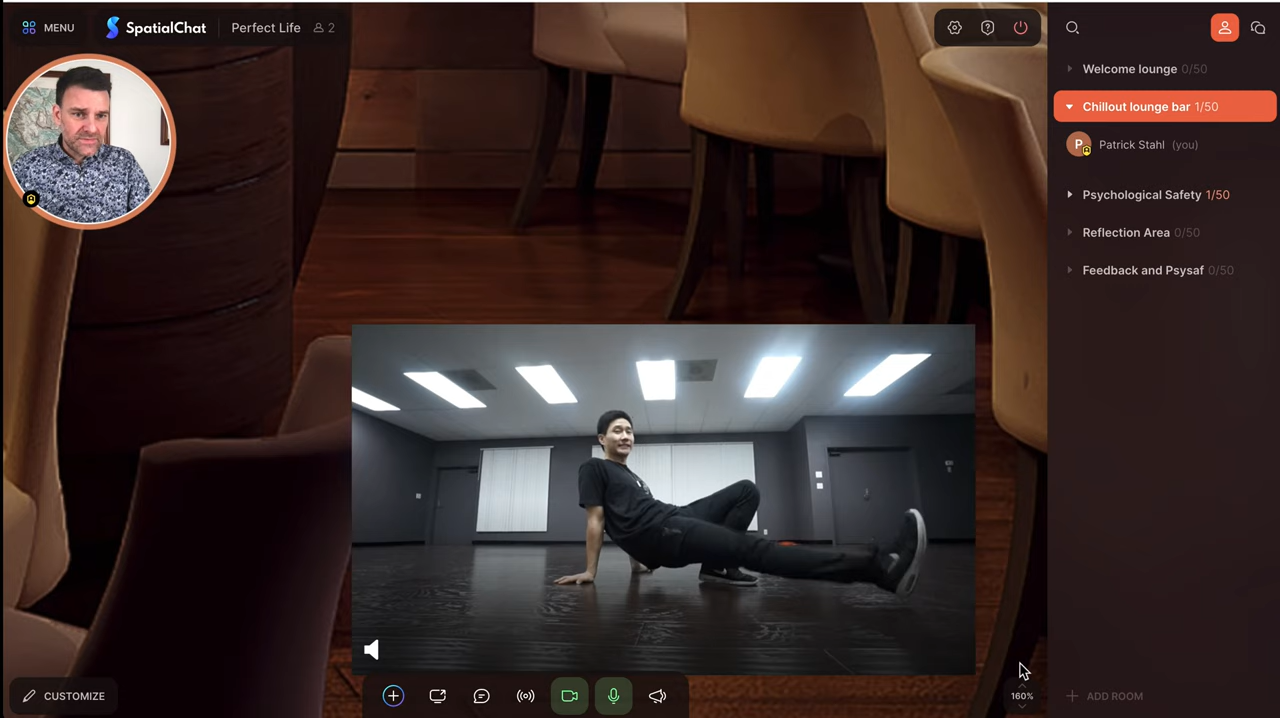 MENU
SpatialChat
Perfect Life 2
Welcome lounge 0/50
Chillout lounge bar 1/50
P Patrick Stahl (you)
Psychological Safety 1/50
Reflection Area 0/50
Feedback and Psysaf 0/50
CUSTOMIZE
160%
ADD ROOM